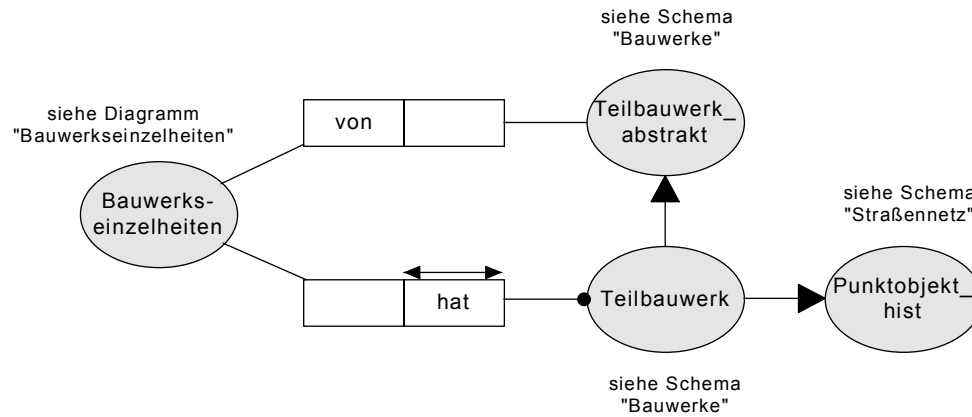 siehe Schema
"Bauwerke"
siehe Diagramm
"Bauwerkseinzelheiten"
von
Teilbauwerk_
abstrakt
Bauwerks-
einzelheiten
siehe Schema
"Straßennetz"
hat
Teilbauwerk
Punktobjekt_
hist
siehe Schema
"Bauwerke"